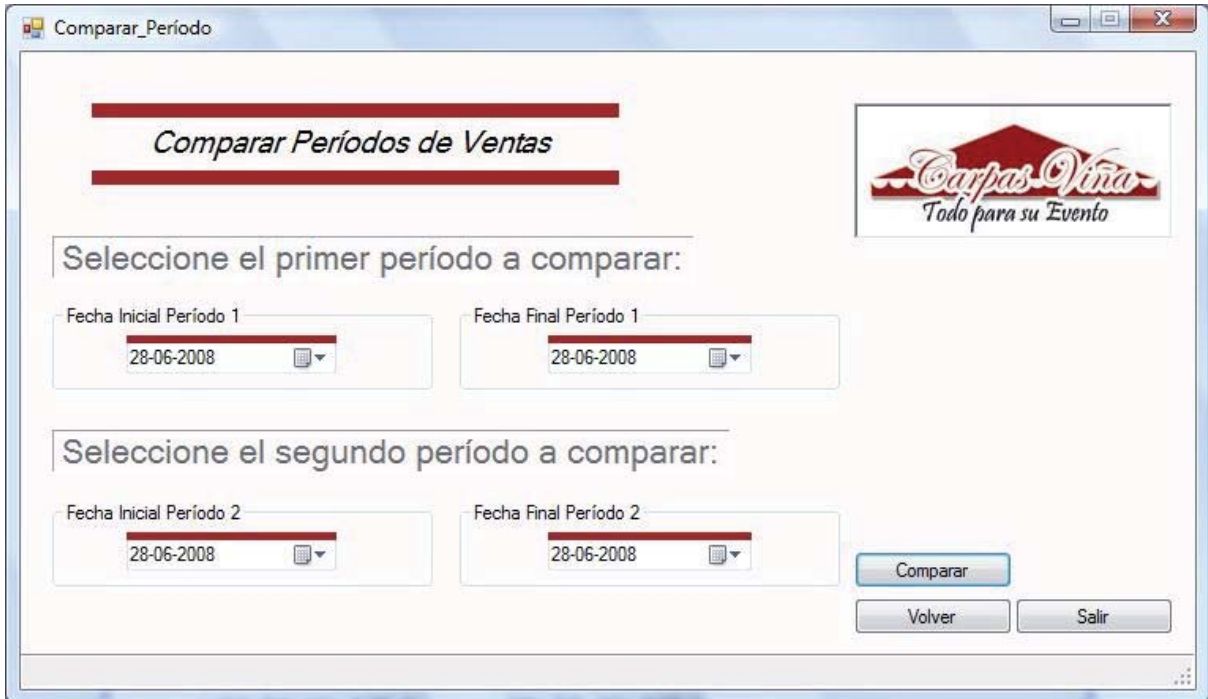 Comparar_Período
Comparar Períodos de Ventas
Carpas Viña
Todo para su Evento
Seleccione el primer período a comparar:
Fecha Inicial Período 1
Fecha Final Período 1
28-06-2008
28-06-2008
Seleccione el segundo período a comparar:
Fecha Inicial Período 2
Fecha Final Período 2
28-06-2008
28-06-2008
Comparar
Volver
Salir